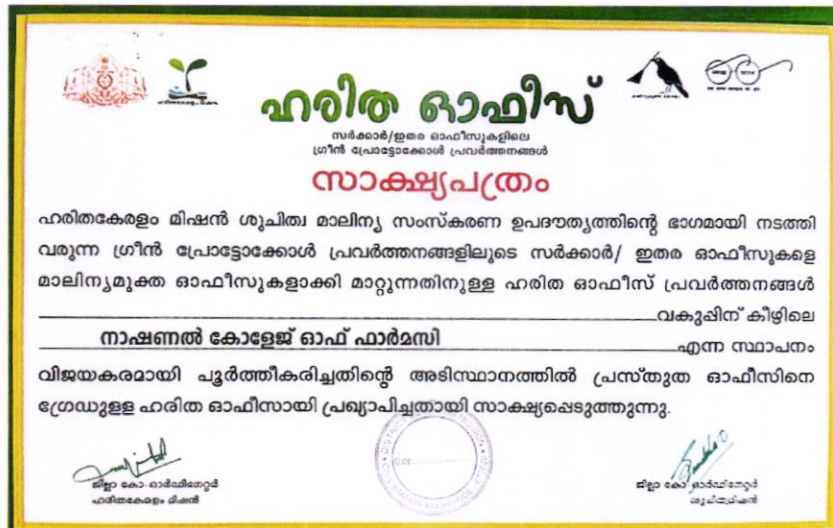 ഹരിത ഓഫീസ്
സർക്കാർ/ഇതര ഓഫീസുകളിലെ
ഗ്രീൻ പ്രോട്ടോക്കോൾ പ്രവർത്തനങ്ങൾ
സാക്ഷ്യപത്രം
ഹരിതകേരളം മിഷൻ ശുചിത്വ മാലിന്യ സംസ്കരണ ഉപദൗത്യത്തിന്റെ ഭാഗമായി നടത്തി
വരുന്ന ഗ്രീൻ പ്രോട്ടോക്കോൾ പ്രവർത്തനങ്ങളിലൂടെ സർക്കാർ/ ഇതര ഓഫീസുകളെ
മാലിന്യമുക്ത ഓഫീസുകളാക്കി മാറ്റുന്നതിനുള്ള ഹരിത ഓഫീസ് പ്രവർത്തനങ്ങൾ
വകുപ്പിന് കീഴിലെ
നാഷണൽ കോളേജ് ഓഫ് ഫാർമസി എന്ന സ്ഥാപനം
വിജയകരമായി പൂർത്തീകരിച്ചതിന്റെ അടിസ്ഥാനത്തിൽ പ്രസ്തുത ഓഫീസിനെ
ഗ്രേഡുള്ള ഹരിത ഓഫീസായി പ്രഖ്യാപിച്ചതായി സാക്ഷ്യപ്പെടുത്തുന്നു.
ജില്ലാ കോ-ഓർഡിനേറ്റർ
ഹരിതകേരളം മിഷൻ
ജില്ലാ കോ ഓർഡിനേറ്റർ
ശുചിത്വമിഷൻ